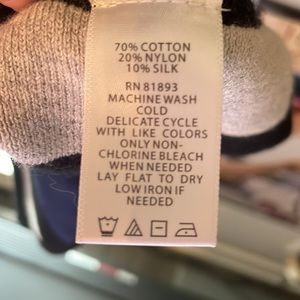 70% COTTON
20% NYLON
10% SILK
RN 81893
MACHINE WASH
COLD
DELICATE CYCLE
WITH LIKE COLORS
ONLY NON-
CHLORINE BLEACH
WHEN NEEDED
LAY FLAT TO DRY
LOW IRON IF
NEEDED